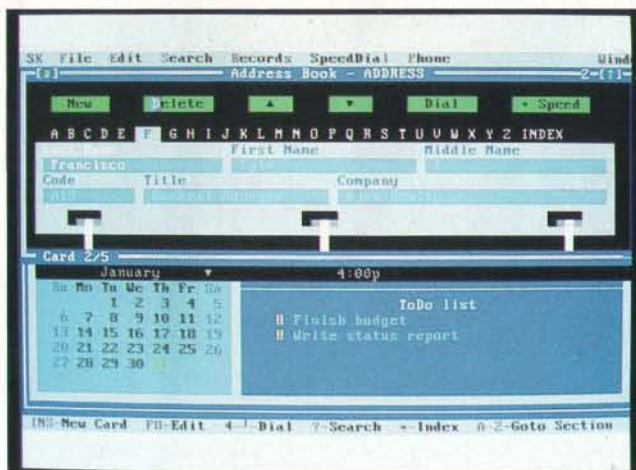 SK File Edit Search Records SpeedDial Phone Wind
[■] Address Book - ADDRESS 2-[↑]
New Delete ▲ ▼ Dial + Speed
A B C D E F G H I J K L M N O P Q R S T U V W X Y Z INDEX
First Name Middle Name
Francisco
Code Title Company
General Manager
Card 2/5
January ▼ 4:00p
Su Mo Tu We Th Fr Sa
1 2 3 4 5
6 7 8 9 10 11 12
13 14 15 16 17 18 19
20 21 22 23 24 25 26
27 28 29 30 31
ToDo list
Finish budget
Write status report
INS-New Card F8-Edit 4┘-Dial ?-Search *-Index A-Z-Goto Section